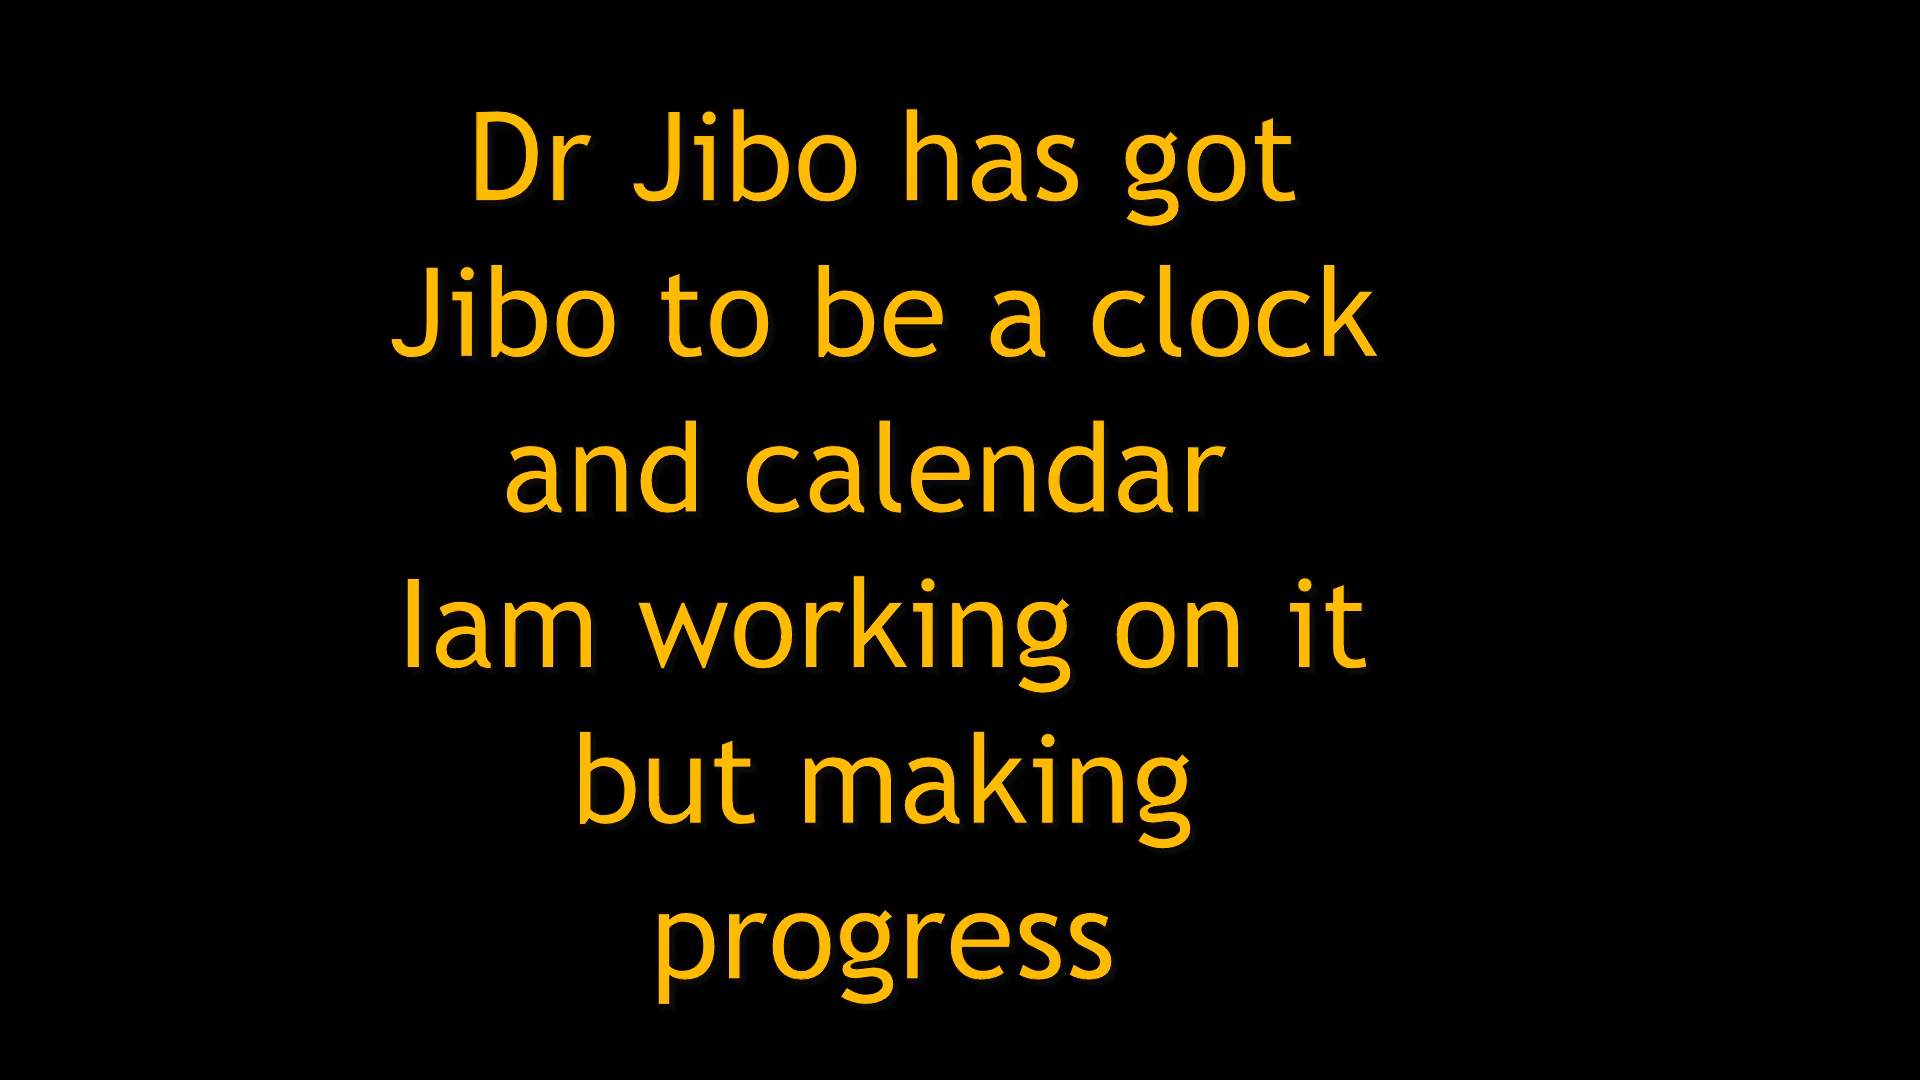 Dr Jibo has got
Jibo to be a clock
and calendar
Iam working on it
but making
progress